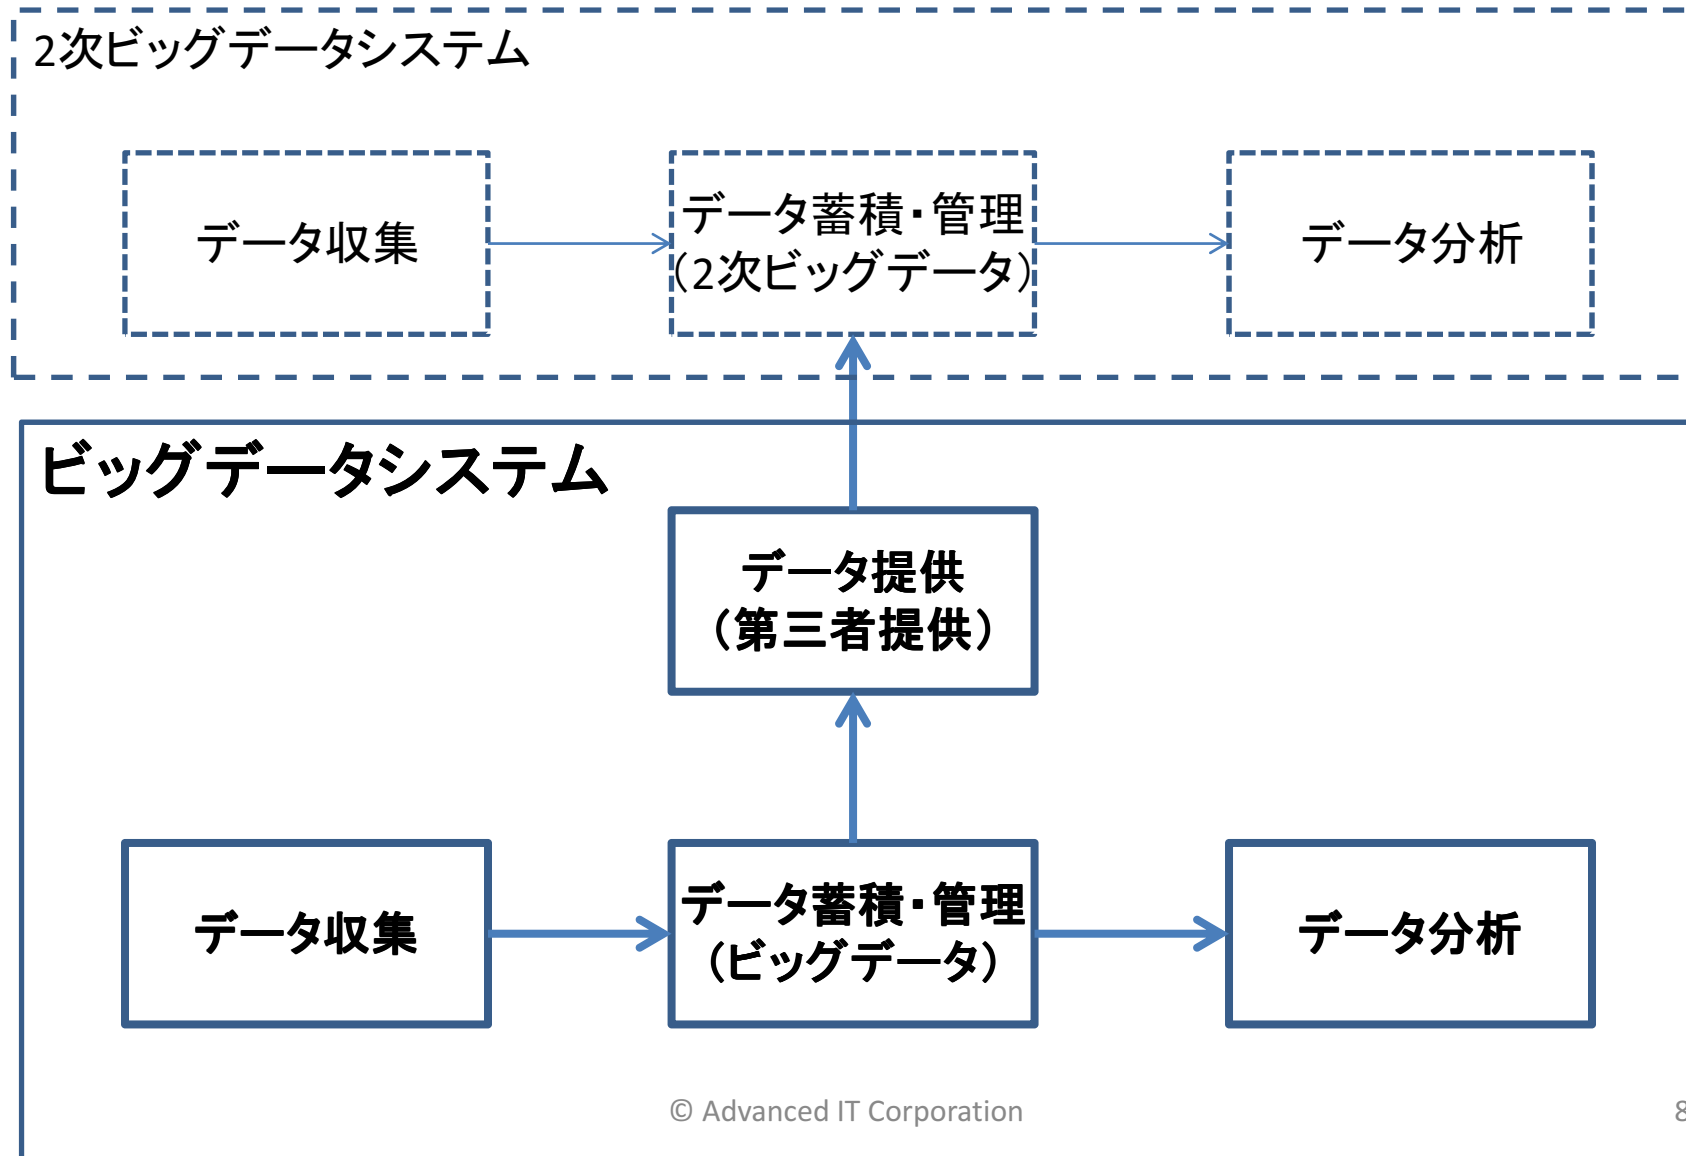 2次ビッグデータシステム
データ収集
データ蓄積・管理
(2次ビッグデータ)
データ分析
ビッグデータシステム
データ提供
(第三者提供)
データ収集
データ蓄積・管理
(ビッグデータ)
データ分析
© Advanced IT Corporation
8